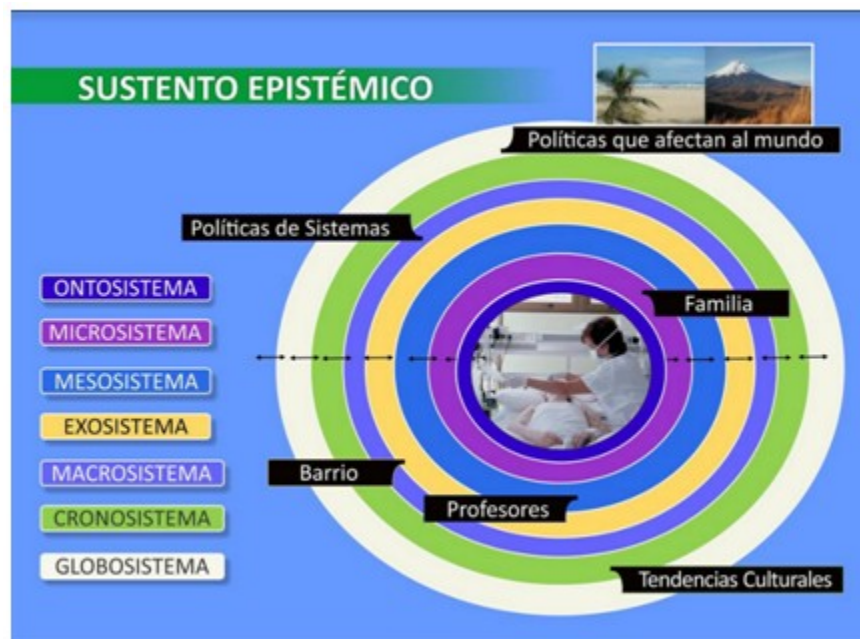 SUSTENTO EPISTÉMICO
Políticas que afectan al mundo
Políticas de Sistemas
ONTOSISTEMA
Familia
MICROSISTEMA
MESOSISTEMA
EXOSISTEMA
MACROSISTEMA
Barrio
Profesores
CRONOSISTEMA
GLOBOSISTEMA
Tendencias Culturales